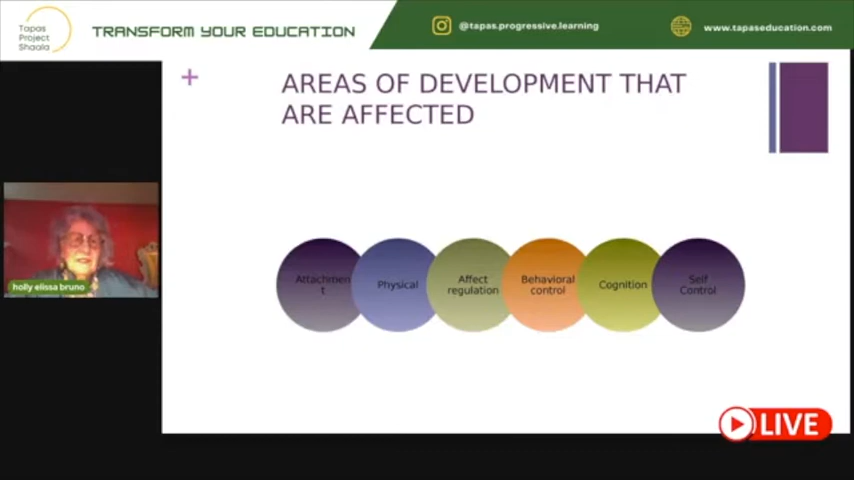 Tapas
Project
Shaala
TRANSFORM YOUR EDUCATION
@tapas.progressive.learning
www.tapaseducation.com
+
AREAS OF DEVELOPMENT THAT
ARE AFFECTED
holly elissa bruno
Attachmen
t
Physical
Affect
regulation
Behavioral
control
Cognition
Self
Control
LIVE